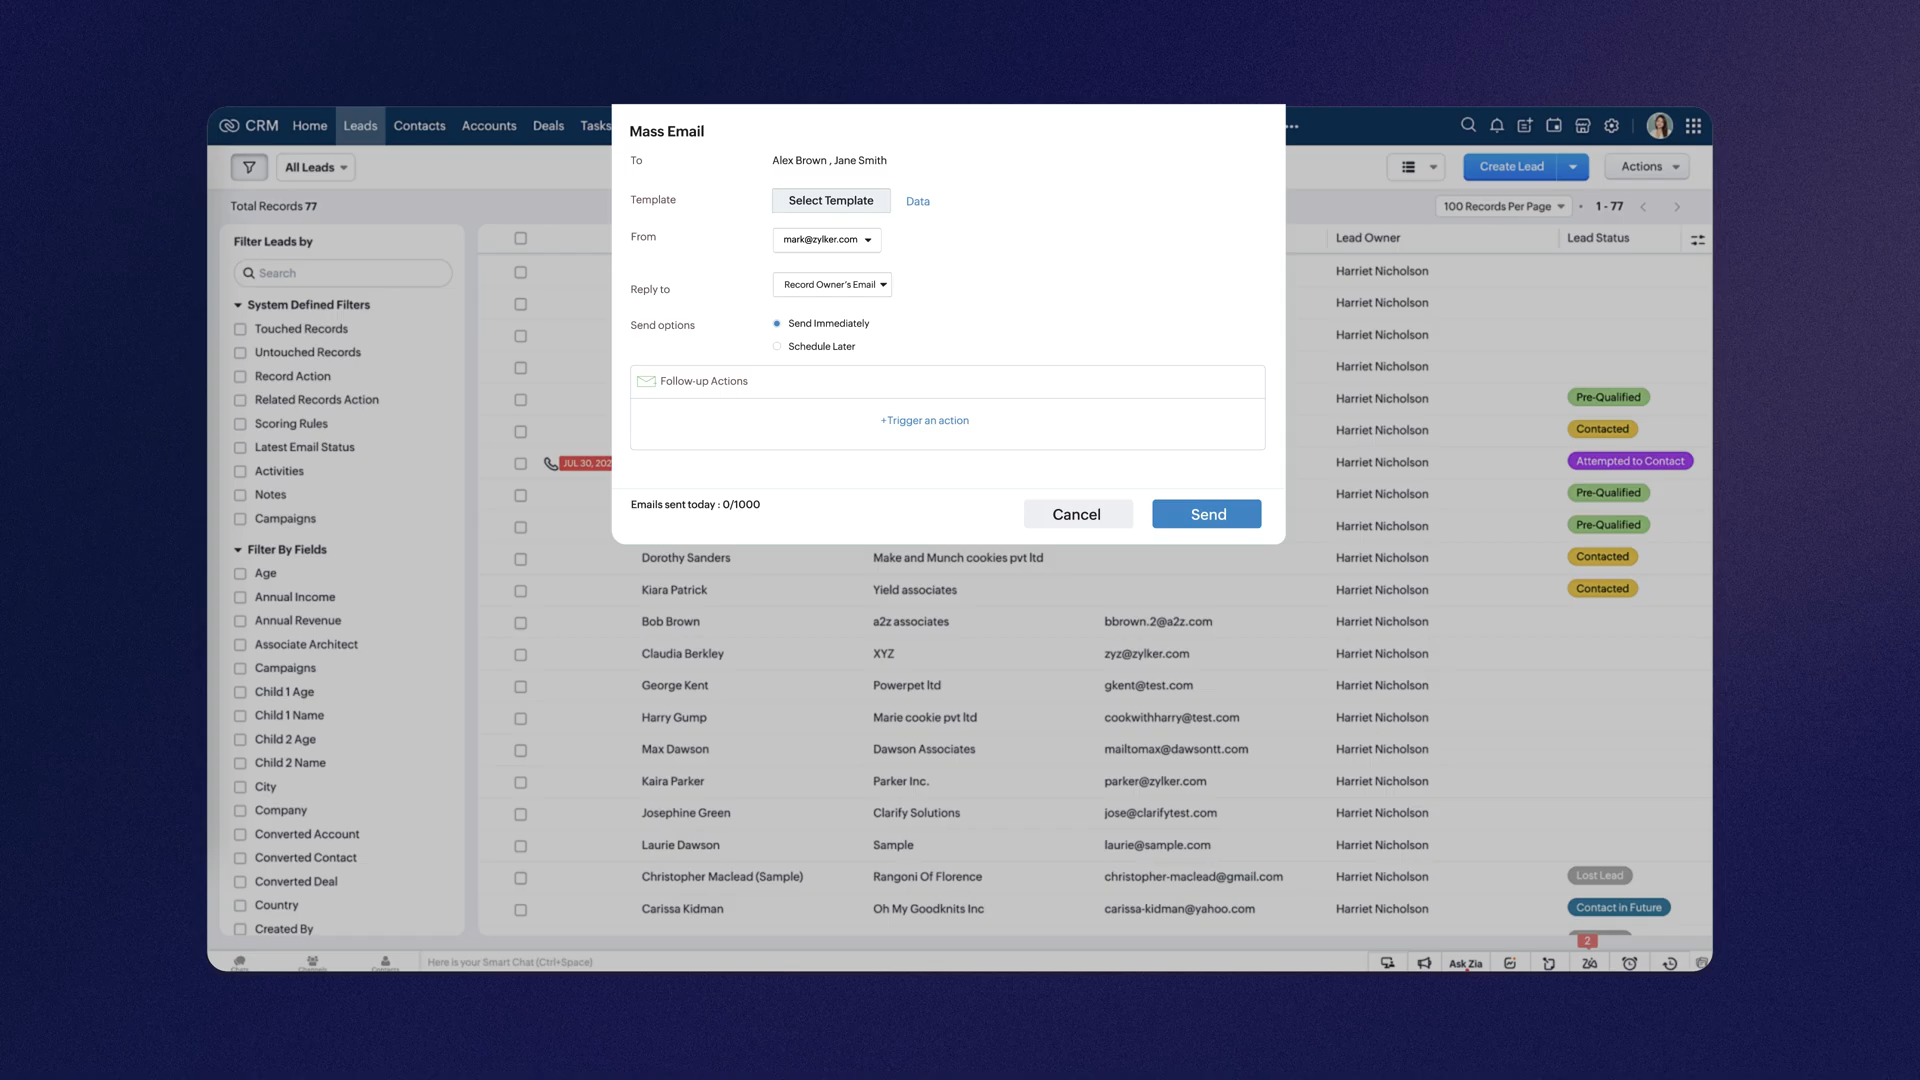 CRM Home Leads Contacts Accounts Deals Tasks
All Leads
Create Lead
Actions
Total Records 77
100 Records Per Page • 1 - 77
Mass Email
To Alex Brown , Jane Smith
Template Select Template Data
From mark@zylker.com
Reply to Record Owner's Email
Send options Send Immediately
Schedule Later
Follow-up Actions
+Trigger an action
Emails sent today : 0/1000
Cancel
Send
Filter Leads by
Search
System Defined Filters
Touched Records
Untouched Records
Record Action
Related Records Action
Scoring Rules
Latest Email Status
Activities
Notes
Campaigns
Filter By Fields
Age
Annual Income
Annual Revenue
Associate Architect
Campaigns
Child 1 Age
Child 1 Name
Child 2 Age
Child 2 Name
City
Company
Converted Account
Converted Contact
Converted Deal
Country
Created By
Lead Owner Lead Status
Harriet Nicholson
Harriet Nicholson
Harriet Nicholson
Harriet Nicholson
Harriet Nicholson Pre-Qualified
Harriet Nicholson Contacted
JUL 30, 202 Harriet Nicholson Attempted to Contact
Harriet Nicholson Pre-Qualified
Harriet Nicholson Pre-Qualified
Dorothy Sanders Make and Munch cookies pvt ltd Harriet Nicholson Contacted
Kiara Patrick Yield associates Harriet Nicholson Contacted
Bob Brown a2z associates bbrown.2@a2z.com Harriet Nicholson
Claudia Berkley XYZ zyz@zylker.com Harriet Nicholson
George Kent Powerpet ltd gkent@test.com Harriet Nicholson
Harry Gump Marie cookie pvt ltd cookwithharry@test.com Harriet Nicholson
Max Dawson Dawson Associates mailtomax@dawsontt.com Harriet Nicholson
Kaira Parker Parker Inc. parker@zylker.com Harriet Nicholson
Josephine Green Clarify Solutions jose@clarifytest.com Harriet Nicholson
Laurie Dawson Sample laurie@sample.com Harriet Nicholson
Christopher Maclead (Sample) Rangoni Of Florence christopher-maclead@gmail.com Harriet Nicholson Lost Lead
Carissa Kidman Oh My Goodknits Inc carissa-kidman@yahoo.com Harriet Nicholson Contact in Future
2
Chats Channels Contacts Here is your Smart Chat (Ctrl+Space) Ask Zia